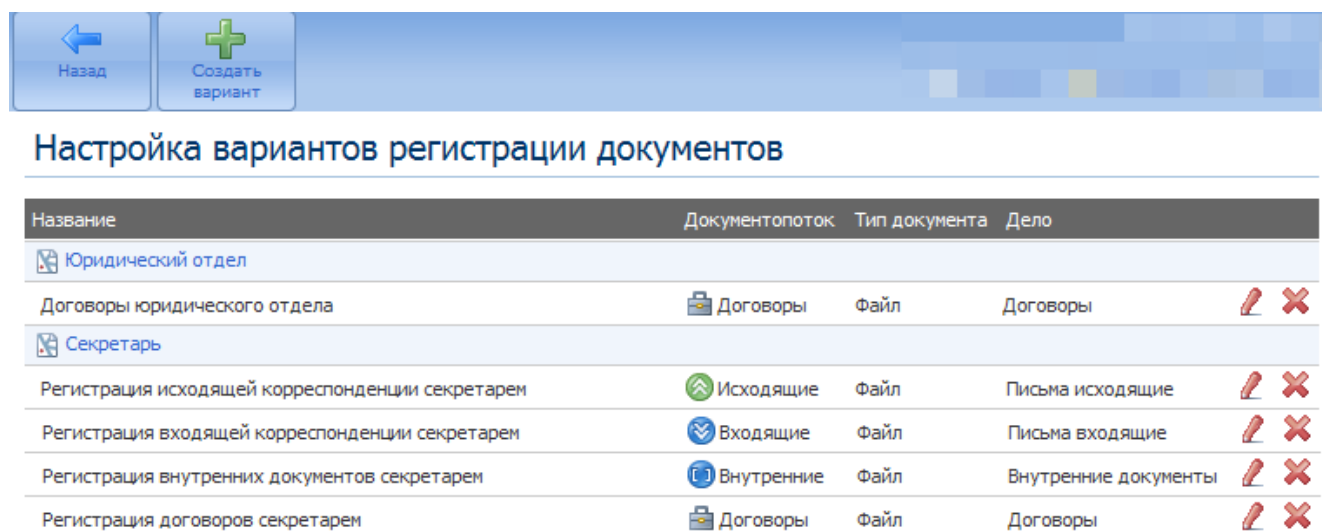 Назад
Создать
вариант
Настройка вариантов регистрации документов
Название Документопоток Тип документа Дело
Юридический отдел
Договоры юридического отдела Договоры Файл Договоры
Секретарь
Регистрация исходящей корреспонденции секретарем Исходящие Файл Письма исходящие
Регистрация входящей корреспонденции секретарем Входящие Файл Письма входящие
Регистрация внутренних документов секретарем Внутренние Файл Внутренние документы
Регистрация договоров секретарем Договоры Файл Договоры